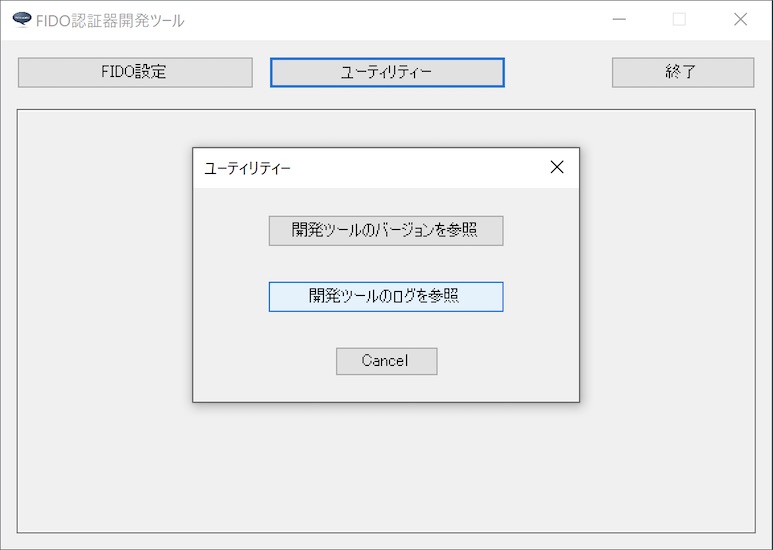 FIDO認証器開発ツール
FIDO設定
ユーティリティー
終了
ユーティリティー
開発ツールのバージョンを参照
開発ツールのログを参照
Cancel